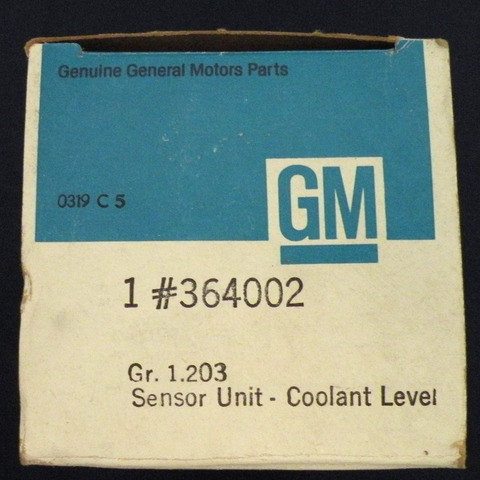 Genuine General Motors Parts
0319 C 5
GM
1 #364002
Gr. 1.203
Sensor Unit - Coolant Level